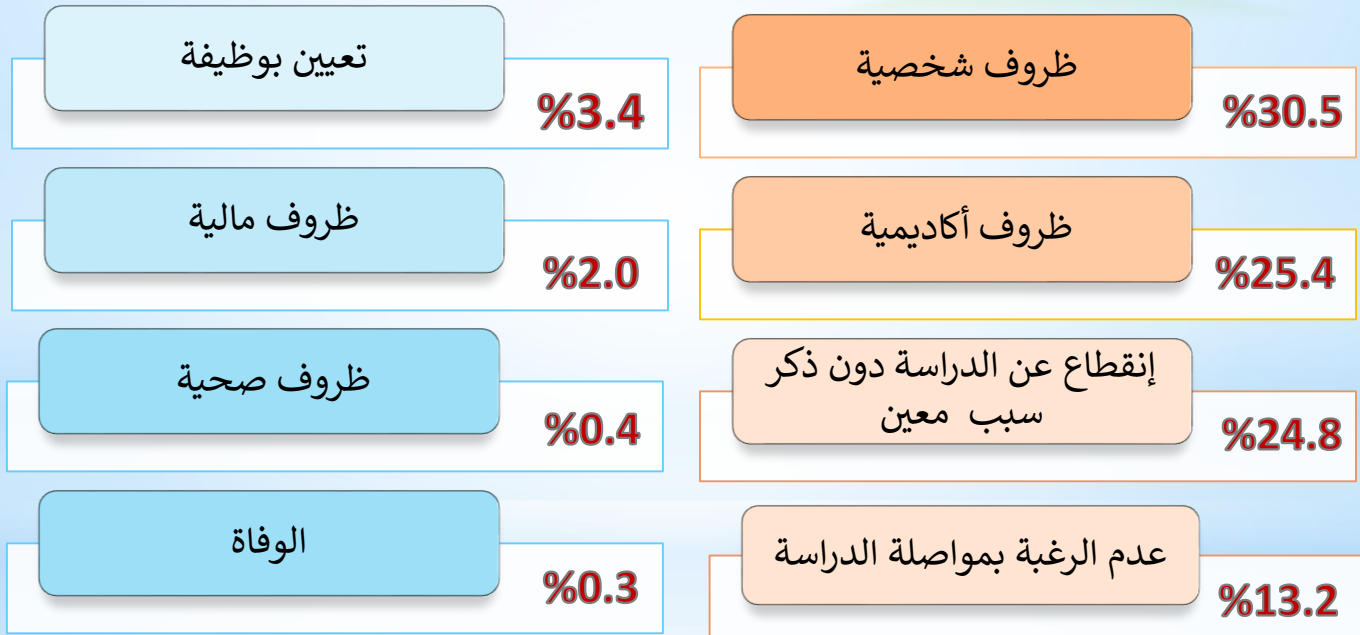 ظروف شخصية
%30.5
ظروف أكاديمية
%25.4
إنقطاع عن الدراسة دون ذكر
سبب معين
%24.8
عدم الرغبة بمواصلة الدراسة
%13.2
تعيين بوظيفة
%3.4
ظروف مالية
%2.0
ظروف صحية
%0.4
الوفاة
%0.3